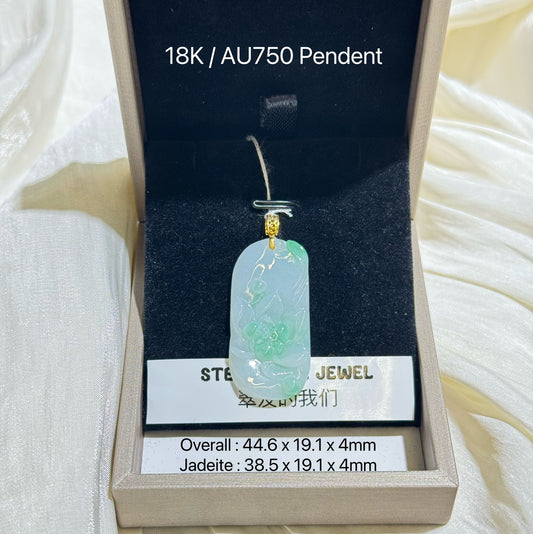 18K / AU750 Pendent
JEWEL
的我们
Overall : 44.6 x 19.1 x 4mm
Jadeite : 38.5 x 19.1 x 4mm